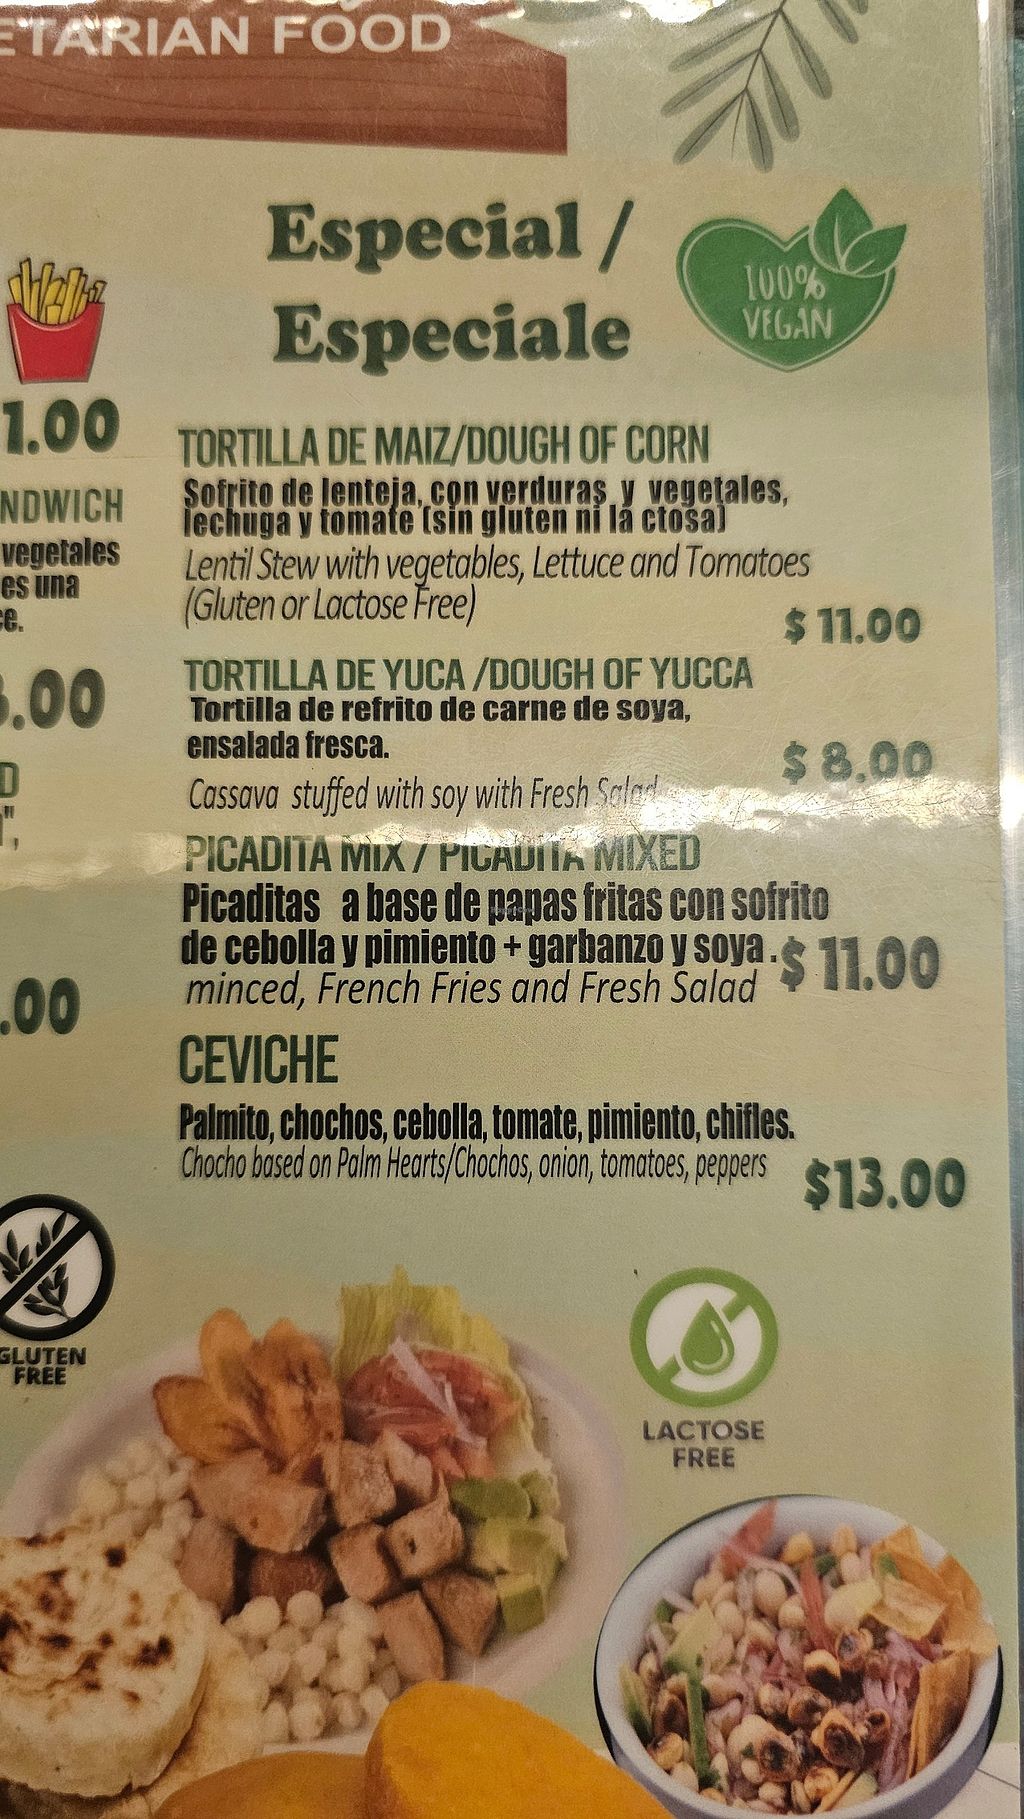 ETARIAN FOOD
Especial /
Especiale
100%
VEGAN
1.00
NDWICH
vegetales
es una
ce.
.00
D
",
.00
TORTILLA DE MAIZ/DOUGH OF CORN
Sofrito de lenteja, con verduras y vegetales,
lechuga y tomate (sin gluten ni la ctosa)
Lentil Stew with vegetables, Lettuce and Tomatoes
(Gluten or Lactose Free)
$ 11.00
TORTILLA DE YUCA /DOUGH OF YUCCA
Tortilla de refrito de carne de soya,
ensalada fresca.
$ 8.00
Cassava stuffed with soy with Fresh Salad
PICADITA MIX / PICADITA MIXED
Picaditas a base de papas fritas con sofrito
de cebolla y pimiento + garbanzo y soya .
$ 11.00
minced, French Fries and Fresh Salad
CEVICHE
Palmito, chochos, cebolla, tomate, pimiento, chifles.
Chocho based on Palm Hearts/Chochos, onion, tomatoes, peppers
$13.00
GLUTEN
FREE
LACTOSE
FREE